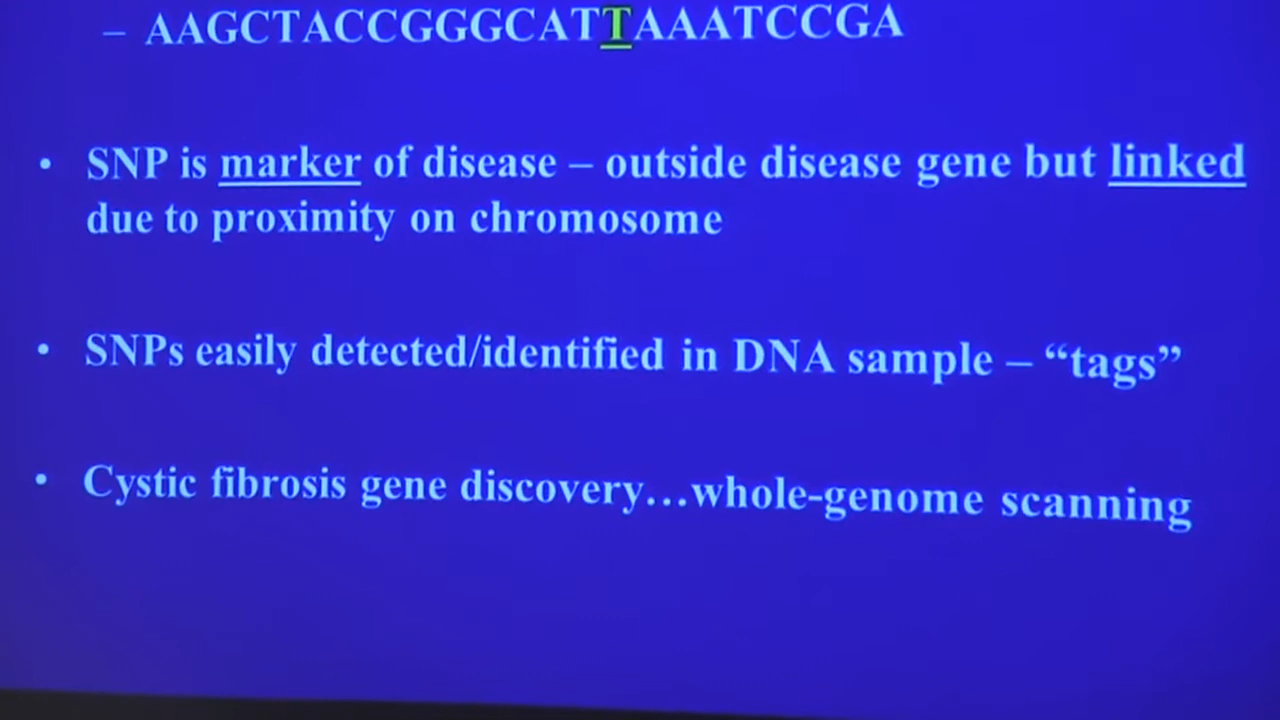 – AAGCTACCGGGCATTAAATCCGA
• SNP is marker of disease – outside disease gene but linked
due to proximity on chromosome
• SNPs easily detected/identified in DNA sample – “tags”
• Cystic fibrosis gene discovery…whole-genome scanning